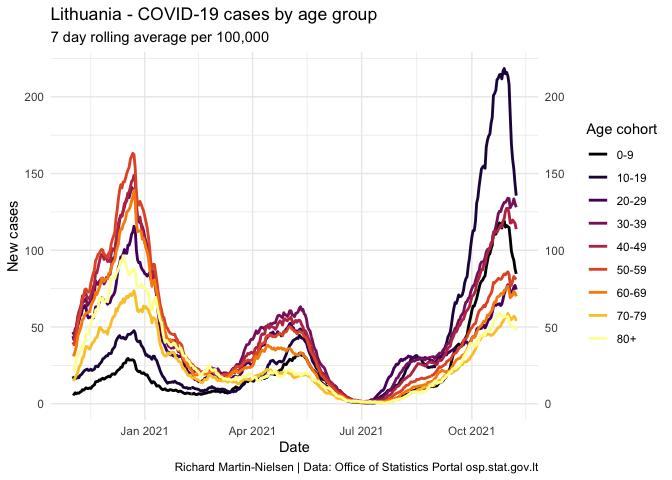 Lithuania - COVID-19 cases by age group
7 day rolling average per 100,000
New cases
200
150
100
50
0
200
150
100
50
0
Jan 2021
Apr 2021
Jul 2021
Oct 2021
Date
Age cohort
0-9
10-19
20-29
30-39
40-49
50-59
60-69
70-79
80+
Richard Martin-Nielsen | Data: Office of Statistics Portal osp.stat.gov.lt